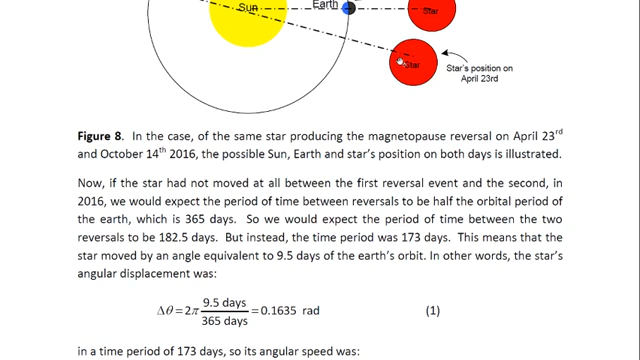 Sun
Earth
Star
Star
Star's position on
April 23rd
Figure 8. In the case, of the same star producing the magnetopause reversal on April 23rd
and October 14th 2016, the possible Sun, Earth and star's position on both days is illustrated.
Now, if the star had not moved at all between the first reversal event and the second, in
2016, we would expect the period of time between reversals to be half the orbital period of
the earth, which is 365 days. So we would expect the period of time between the two
reversals to be 182.5 days. But instead, the time period was 173 days. This means that the
star moved by an angle equivalent to 9.5 days of the earth's orbit. In other words, the star's
angular displacement was:
Δθ = 2π 9.5 days / 365 days = 0.1635 rad (1)
in a time period of 173 days, so its angular speed was: